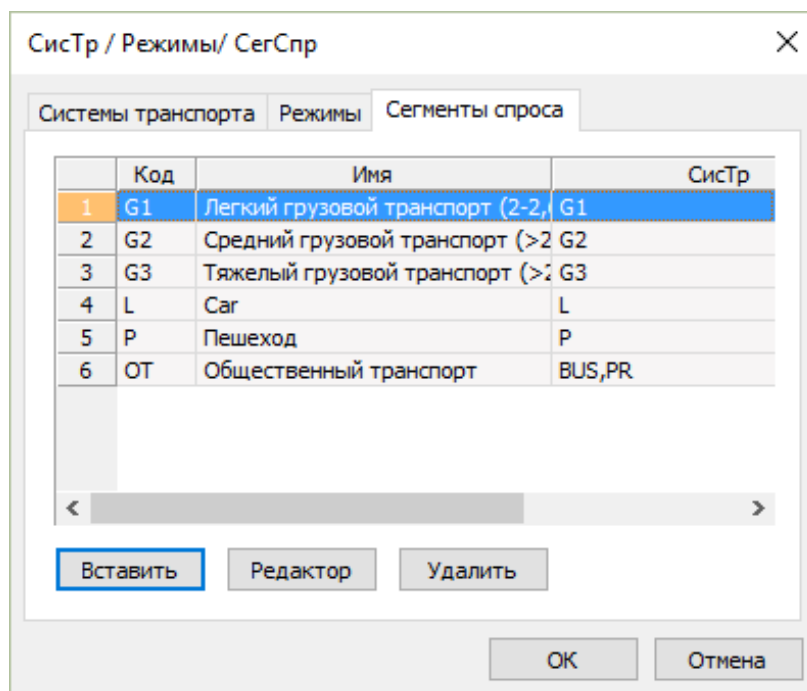 СисТр / Режимы/ СегСпр
Системы транспорта Режимы Сегменты спроса
Код Имя СисТр
1 G1 Легкий грузовой транспорт (2-2, G1
2 G2 Средний грузовой транспорт (>2 G2
3 G3 Тяжелый грузовой транспорт (>2 G3
4 L Car L
5 P Пешеход P
6 OT Общественный транспорт BUS,PR
Вставить Редактор Удалить
OK Отмена